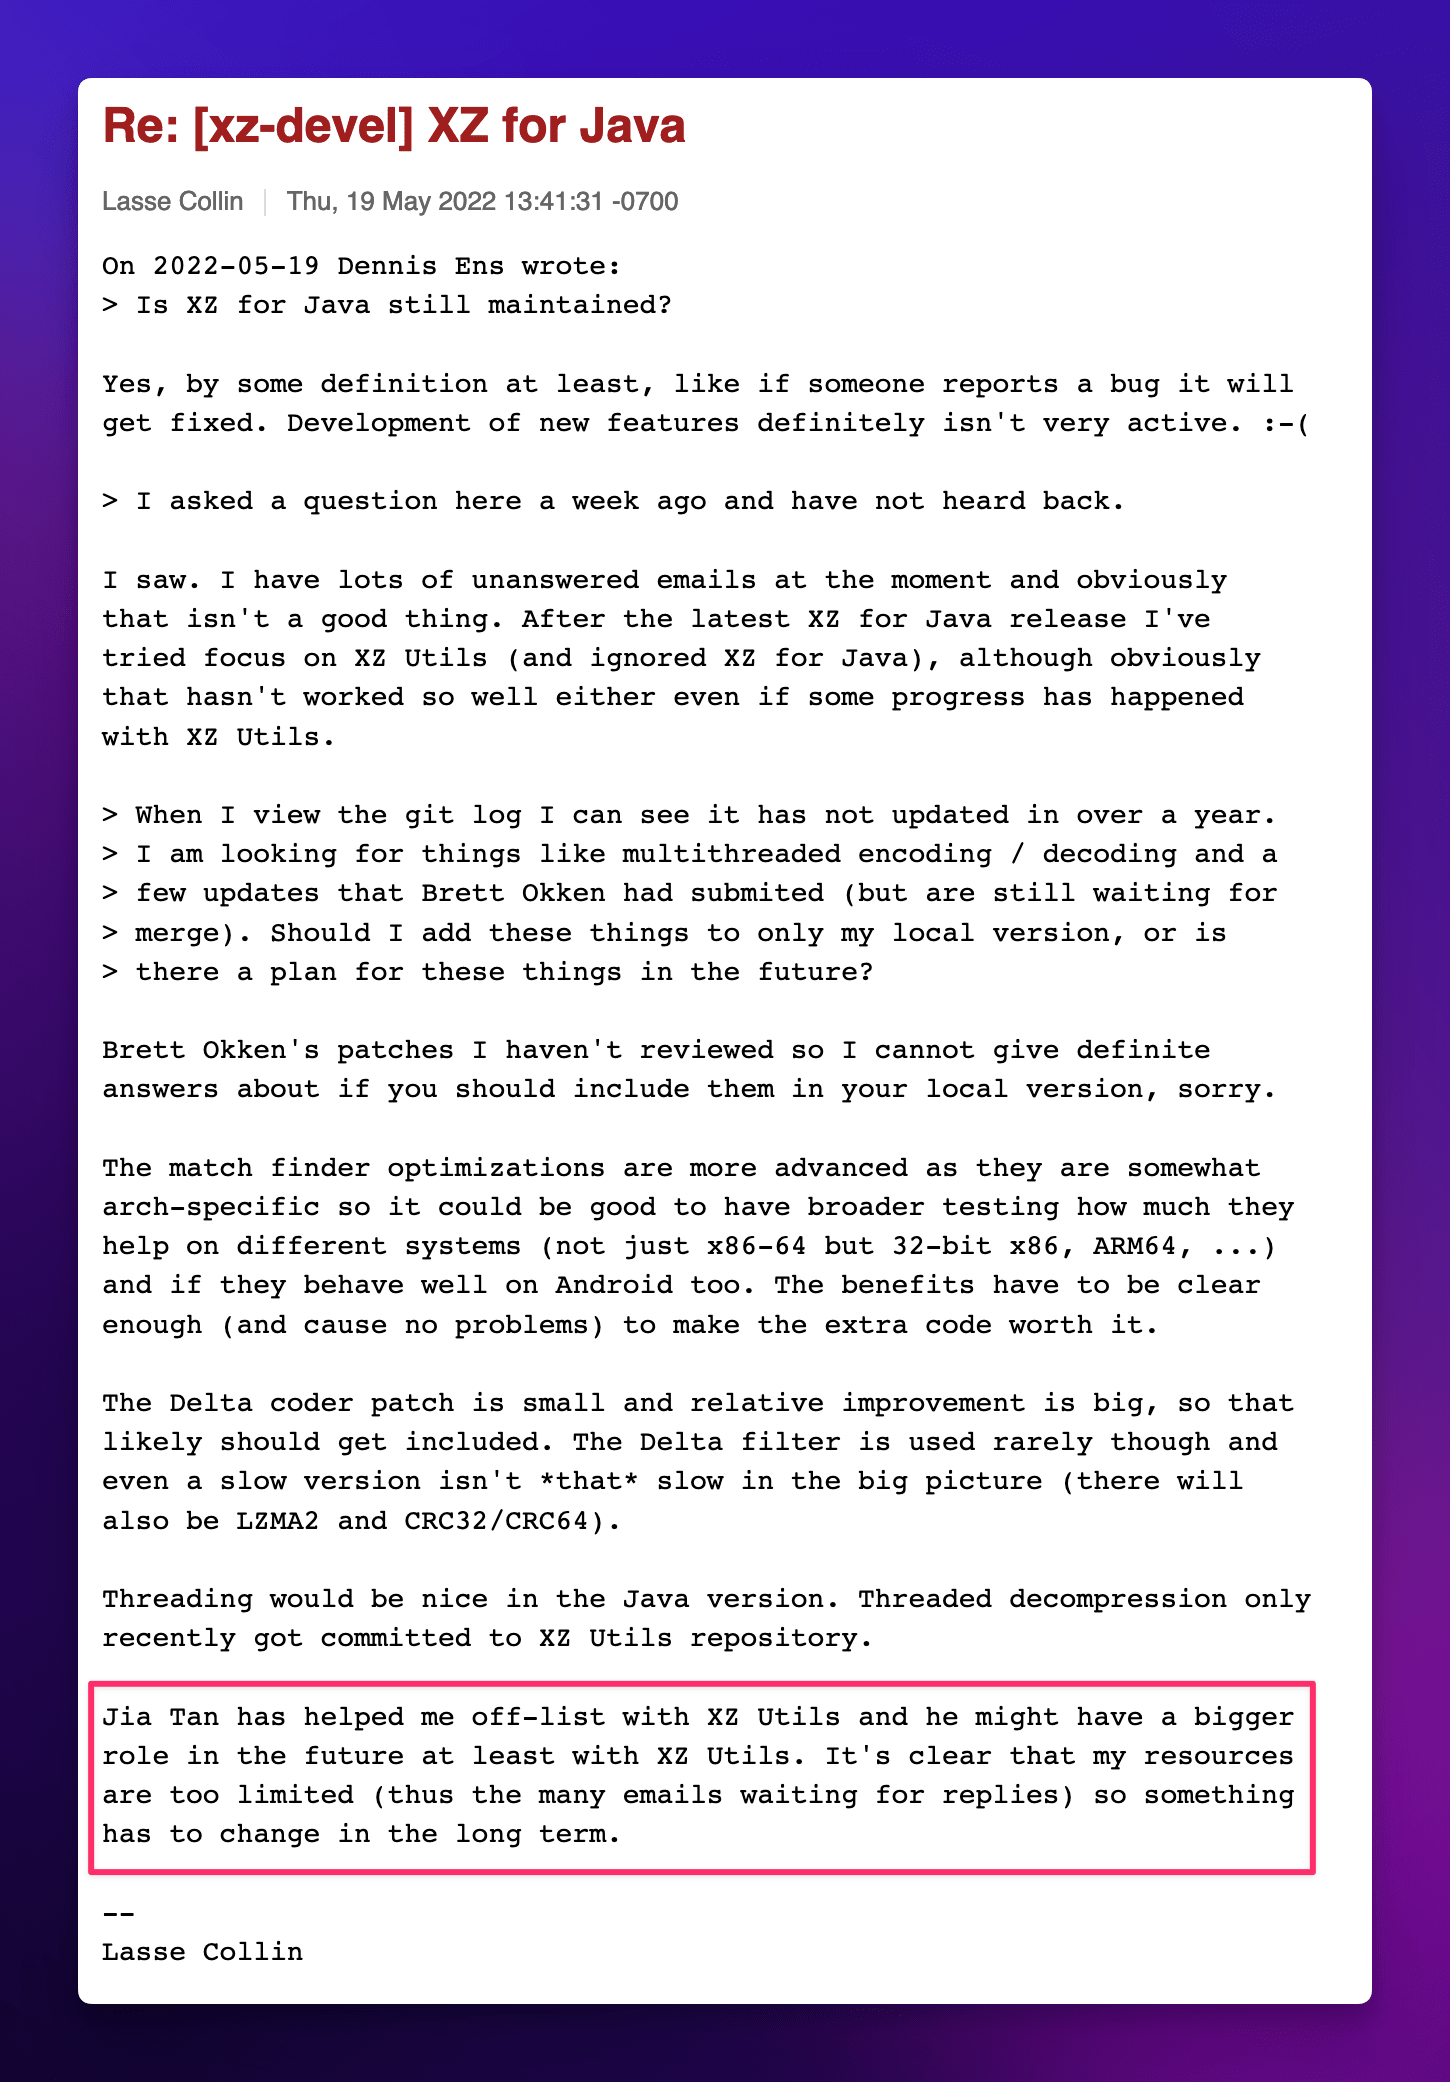 Re: [xz-devel] XZ for Java
Lasse Collin | Thu, 19 May 2022 13:41:31 -0700
On 2022-05-19 Dennis Ens wrote:
> Is XZ for Java still maintained?
Yes, by some definition at least, like if someone reports a bug it will
get fixed. Development of new features definitely isn't very active. :-(
> I asked a question here a week ago and have not heard back.
I saw. I have lots of unanswered emails at the moment and obviously
that isn't a good thing. After the latest XZ for Java release I've
tried focus on XZ Utils (and ignored XZ for Java), although obviously
that hasn't worked so well either even if some progress has happened
with XZ Utils.
> When I view the git log I can see it has not updated in over a year.
> I am looking for things like multithreaded encoding / decoding and a
> few updates that Brett Okken had submited (but are still waiting for
> merge). Should I add these things to only my local version, or is
> there a plan for these things in the future?
Brett Okken's patches I haven't reviewed so I cannot give definite
answers about if you should include them in your local version, sorry.
The match finder optimizations are more advanced as they are somewhat
arch-specific so it could be good to have broader testing how much they
help on different systems (not just x86-64 but 32-bit x86, ARM64, ...)
and if they behave well on Android too. The benefits have to be clear
enough (and cause no problems) to make the extra code worth it.
The Delta coder patch is small and relative improvement is big, so that
likely should get included. The Delta filter is used rarely though and
even a slow version isn't *that* slow in the big picture (there will
also be LZMA2 and CRC32/CRC64).
Threading would be nice in the Java version. Threaded decompression only
recently got committed to XZ Utils repository.
Jia Tan has helped me off-list with XZ Utils and he might have a bigger
role in the future at least with XZ Utils. It's clear that my resources
are too limited (thus the many emails waiting for replies) so something
has to change in the long term.
--
Lasse Collin